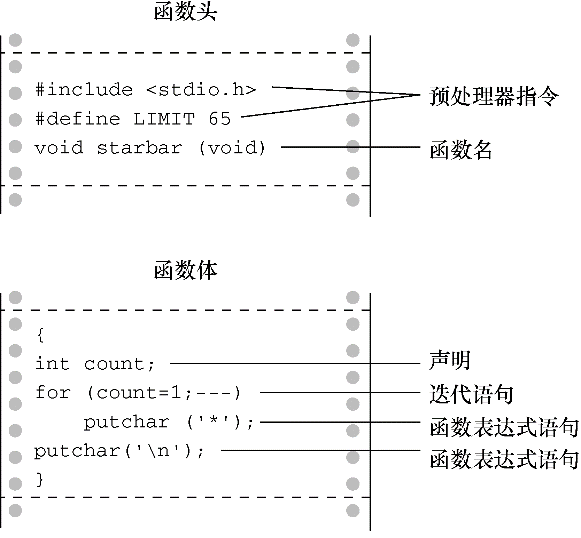 函数头
#include <stdio.h>
预处理器指令
#define LIMIT 65
void starbar (void)
函数名
函数体
{
int count;
声明
for (count=1;---)
迭代语句
putchar ('*');
函数表达式语句
putchar('\n');
函数表达式语句
}